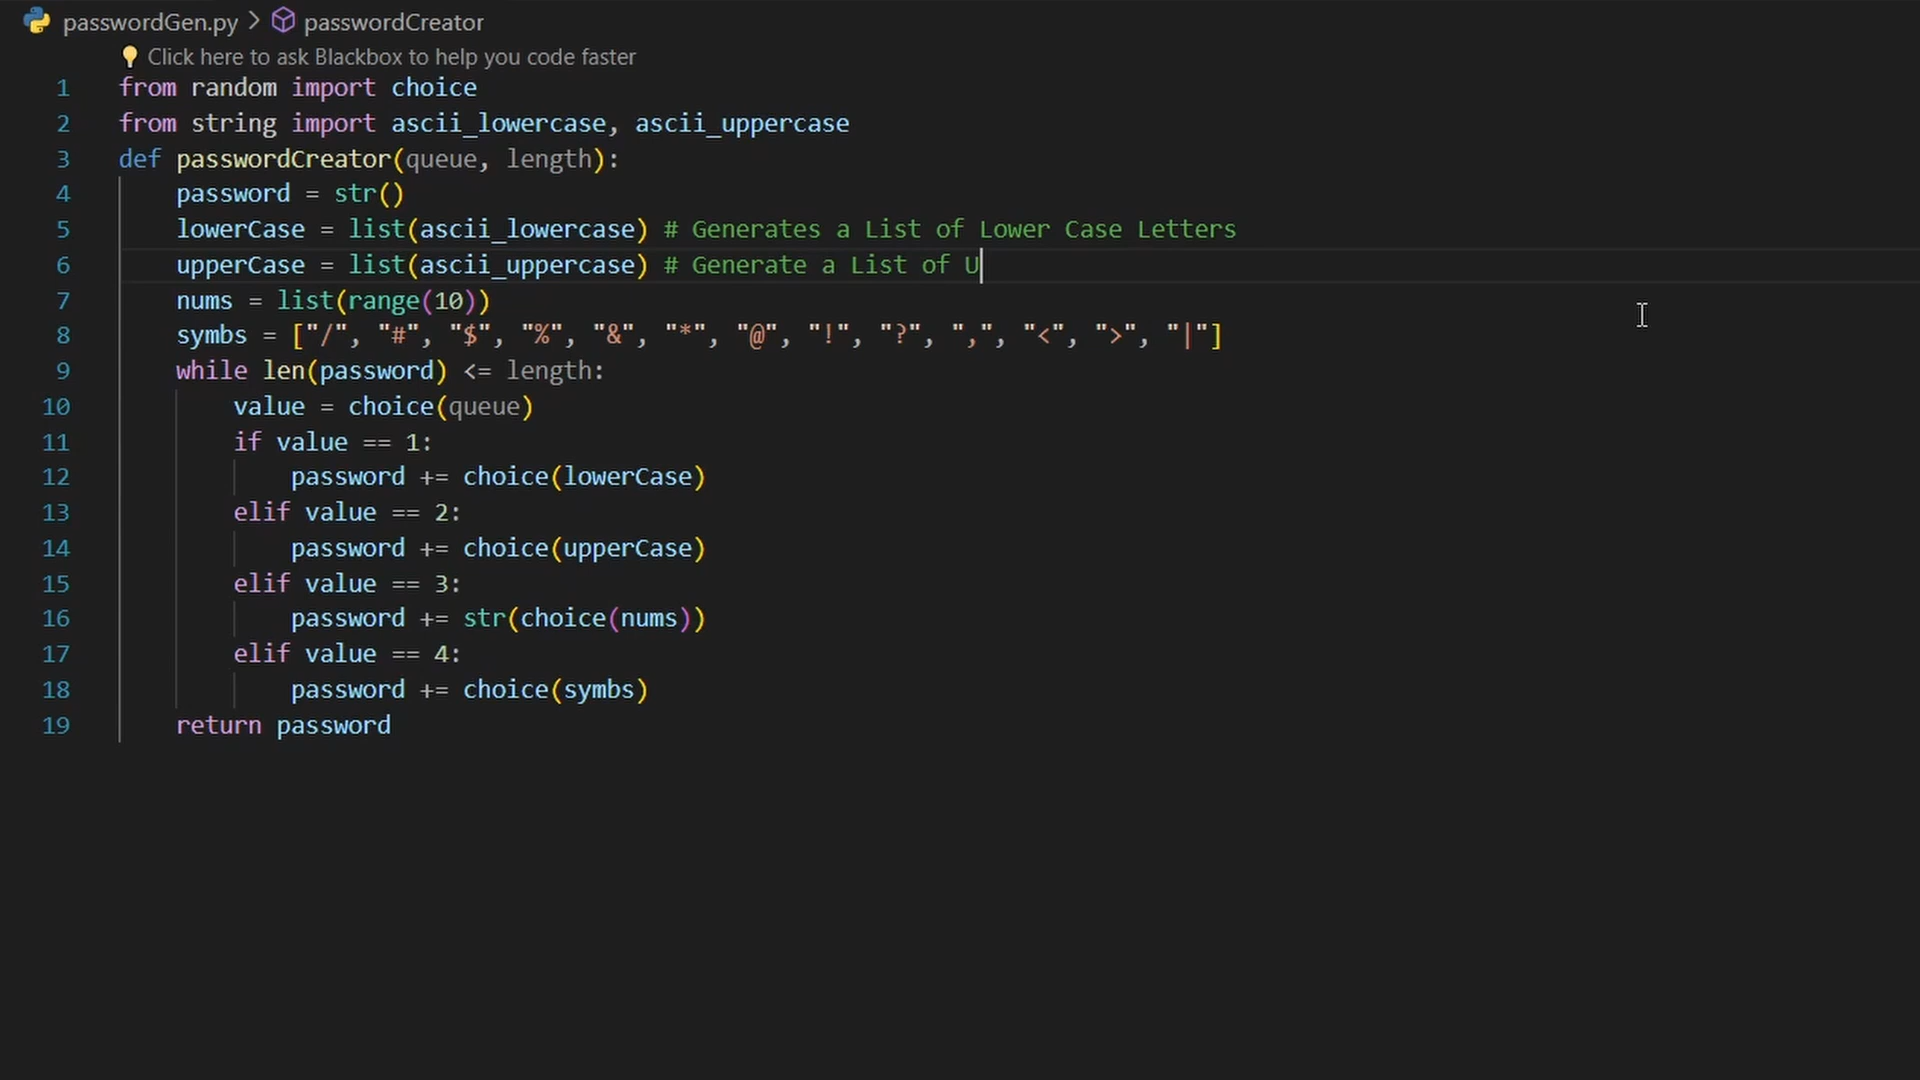 passwordGen.py > passwordCreator
Click here to ask Blackbox to help you code faster
1 from random import choice
2 from string import ascii_lowercase, ascii_uppercase
3 def passwordCreator(queue, length):
4     password = str()
5     lowerCase = list(ascii_lowercase) # Generates a List of Lower Case Letters
6     upperCase = list(ascii_uppercase) # Generate a List of U
7     nums = list(range(10))
8     symbs = ["/", "#", "$", "%", "&", "*", "@", "!", "?", ",", "<", ">", "|"]
9     while len(password) <= length:
10         value = choice(queue)
11         if value == 1:
12             password += choice(lowerCase)
13         elif value == 2:
14             password += choice(upperCase)
15         elif value == 3:
16             password += str(choice(nums))
17         elif value == 4:
18             password += choice(symbs)
19     return password